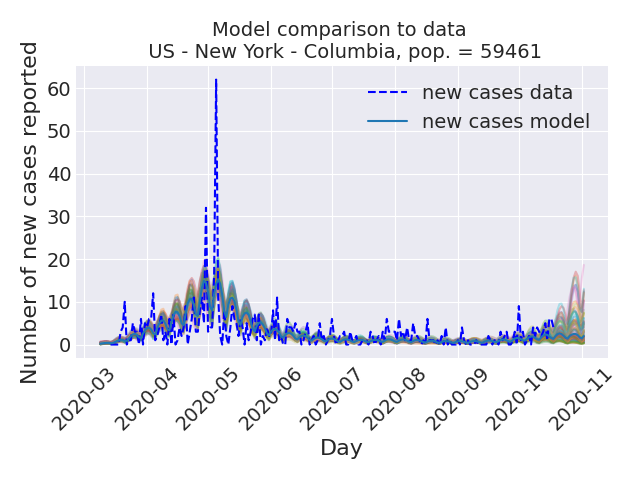 Model comparison to data
US - New York - Columbia, pop. = 59461
Number of new cases reported
60
50
40
30
20
10
0
new cases data
new cases model
2020-03
2020-04
2020-05
2020-06
2020-07
2020-08
2020-09
2020-10
2020-11
Day